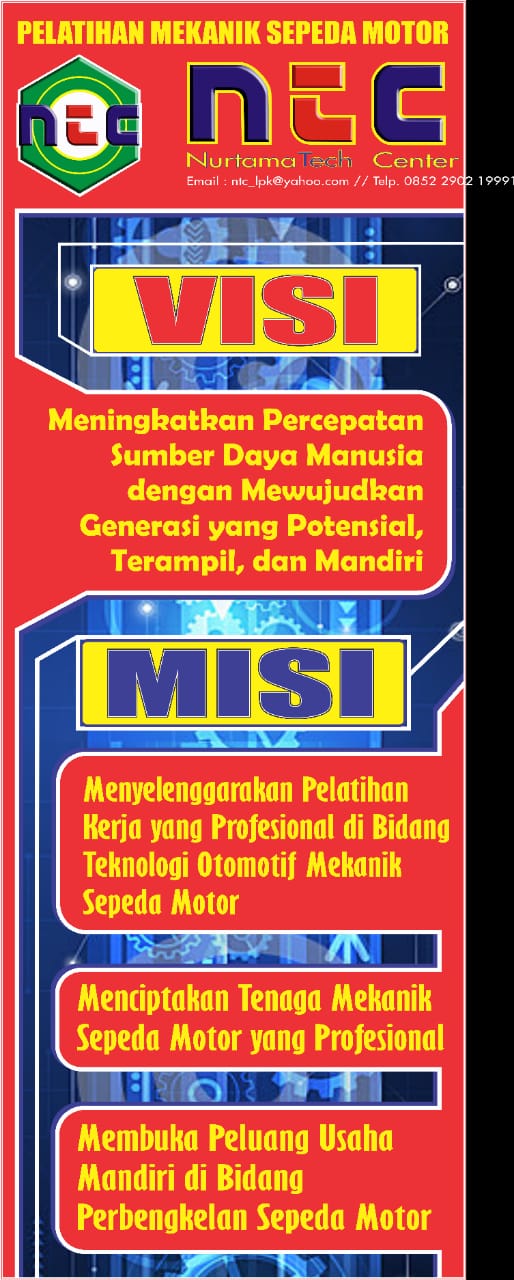 PELATIHAN MEKANIK SEPEDA MOTOR
ntc
ntc
NurtamaTech Center
Email : ntc_lpk@yahoo.com // Telp. 0852 2902 19991
VISI
Meningkatkan Percepatan
Sumber Daya Manusia
dengan Mewujudkan
Generasi yang Potensial,
Terampil, dan Mandiri
MISI
Menyelenggarakan Pelatihan
Kerja yang Profesional di Bidang
Teknologi Otomotif Mekanik
Sepeda Motor
Menciptakan Tenaga Mekanik
Sepeda Motor yang Profesional
Membuka Peluang Usaha
Mandiri di Bidang
Perbengkelan Sepeda Motor